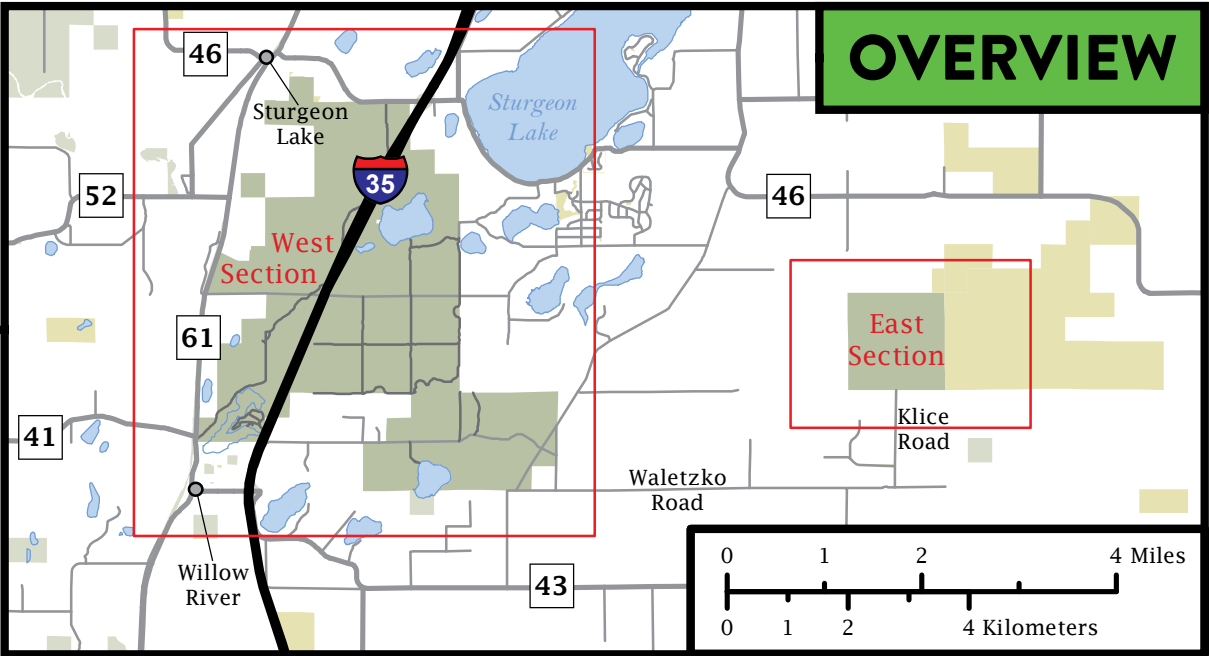 OVERVIEW
46
Sturgeon
Lake
Sturgeon
Lake
35
52
46
West
Section
61
East
Section
41
Klice
Road
Waletzko
Road
Willow
River
43
0 1 2 4 Miles
0 1 2 4 Kilometers